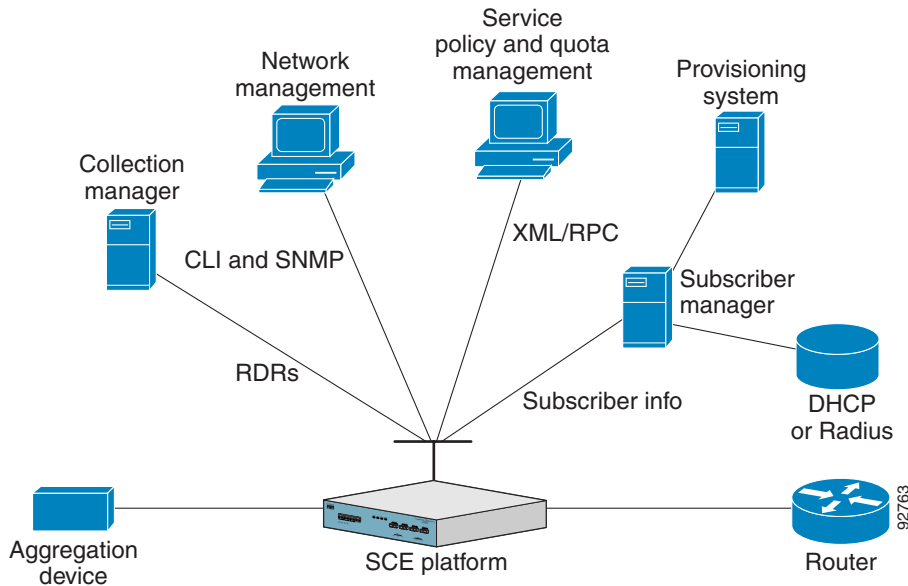 Service
policy and quota
management
Network
management
Provisioning
system
Collection
manager
XML/RPC
CLI and SNMP
Subscriber
manager
RDRs
Subscriber info
DHCP
or Radius
92763
Aggregation
device
SCE platform
Router